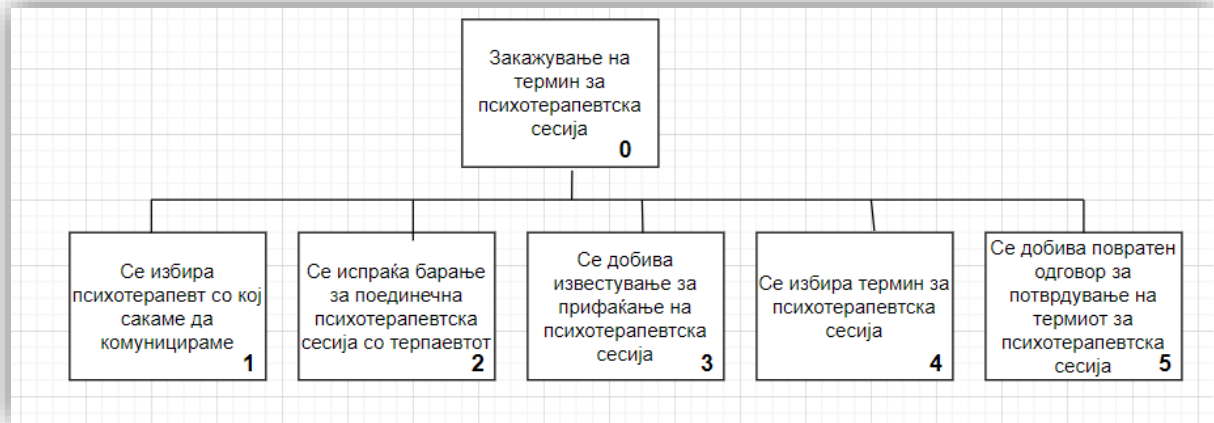 Закажување на
термин за
психотерапевтска
сесија
0
Се избира
психотерапевт со кој
сакаме да
комуницираме
1
Се испраќа барање
за поединечна
психотерапевтска
сесија со терпаевтот
2
Се добива
известување за
прифаќање на
психотерапевтска
сесија
3
Се избира термин за
психотерапевтска
сесија
4
Се добива повратен
одговор за
потврдување на
термиот за
психотерапевтска
сесија
5